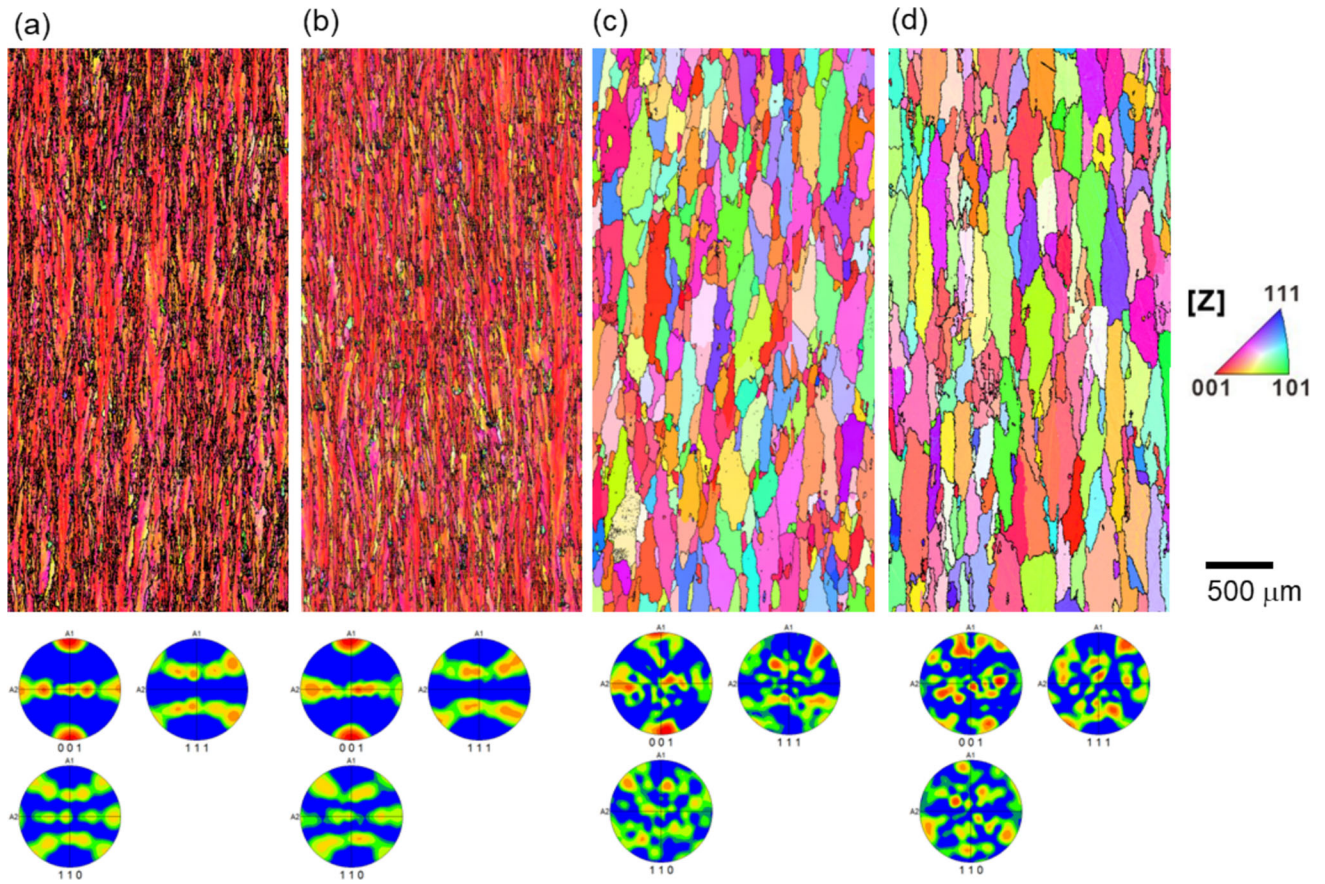 (a) (b) (c) (d)
[Z] 111
001 101
500 μm
A1 A1 A1 A1 A1 A1 A1 A1
A2 A2 A2 A2 A2 A2 A2 A2
001 111 001 111 001 111 001 111
A1 A1 A1 A1
A2 A2 A2 A2
110 110 110 110